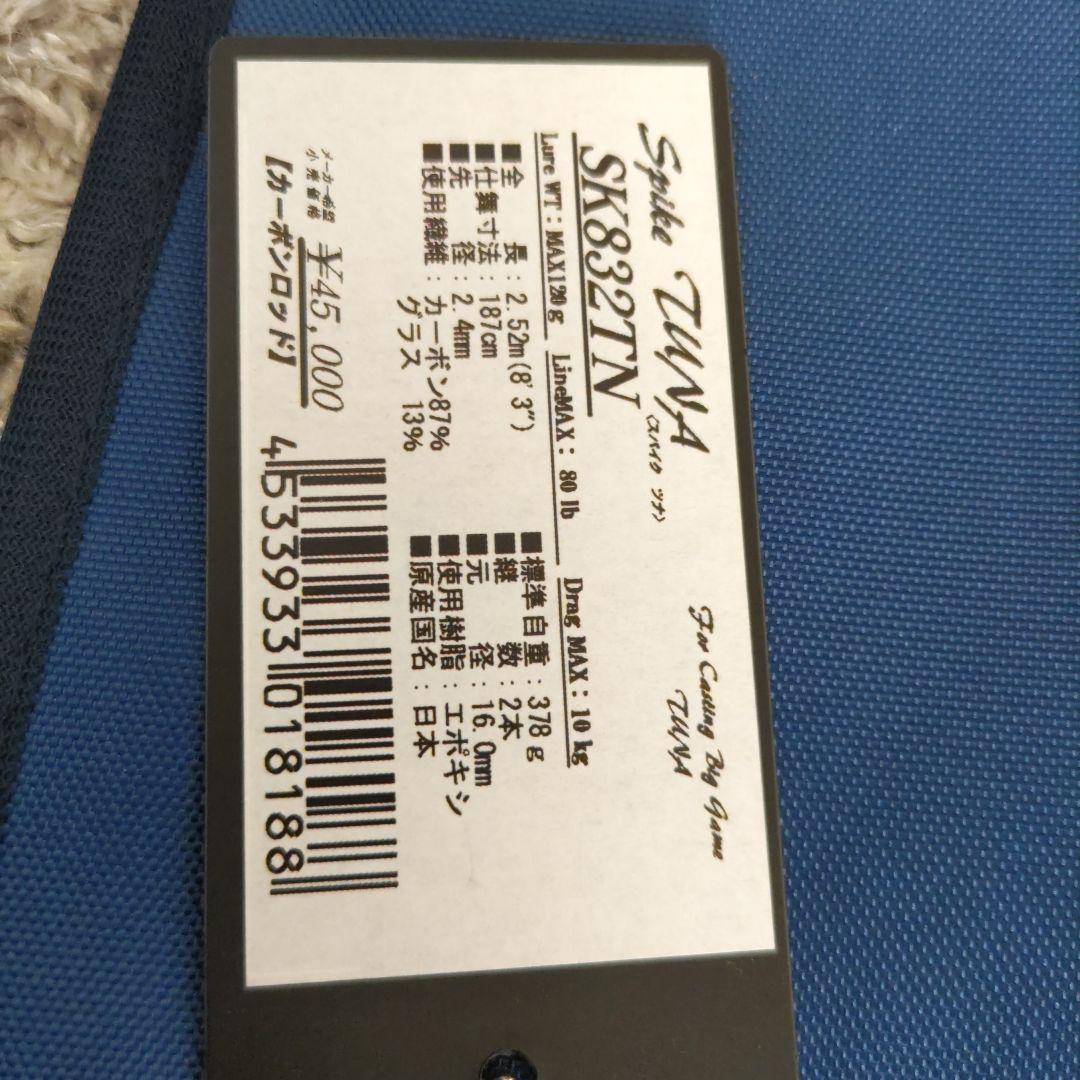 Spike TUNA
(スパイク ツナ)
For Casting Big Game
TUNA
SK832TN
Lure WT : MAX120g LineMAX : 80 lb Drag MAX : 10 kg
■全長 : 2.52m(8' 3")
■仕舞寸法 : 187cm
■先径 : 2.4mm
■使用繊維 : カーボン87%
グラス 13%
■標準自重 : 378g
■継数 : 2本
■元径 : 16.0mm
■使用樹脂 : エポキシ
■原産国名 : 日本
メーカー希望
小売価格
¥45,000
【カーボンロッド】
4533933018188